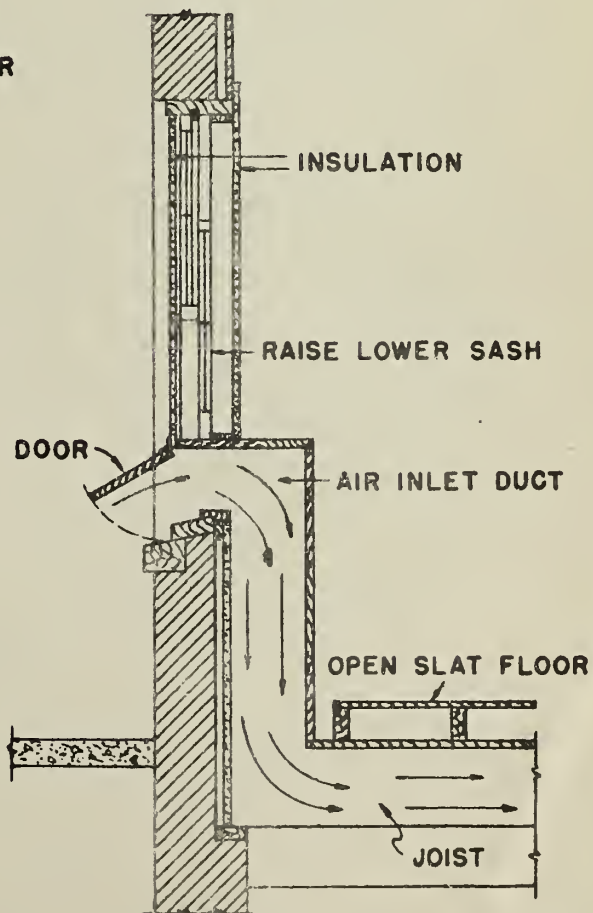 R
INSULATION
RAISE LOWER SASH
DOOR
AIR INLET DUCT
OPEN SLAT FLOOR
JOIST